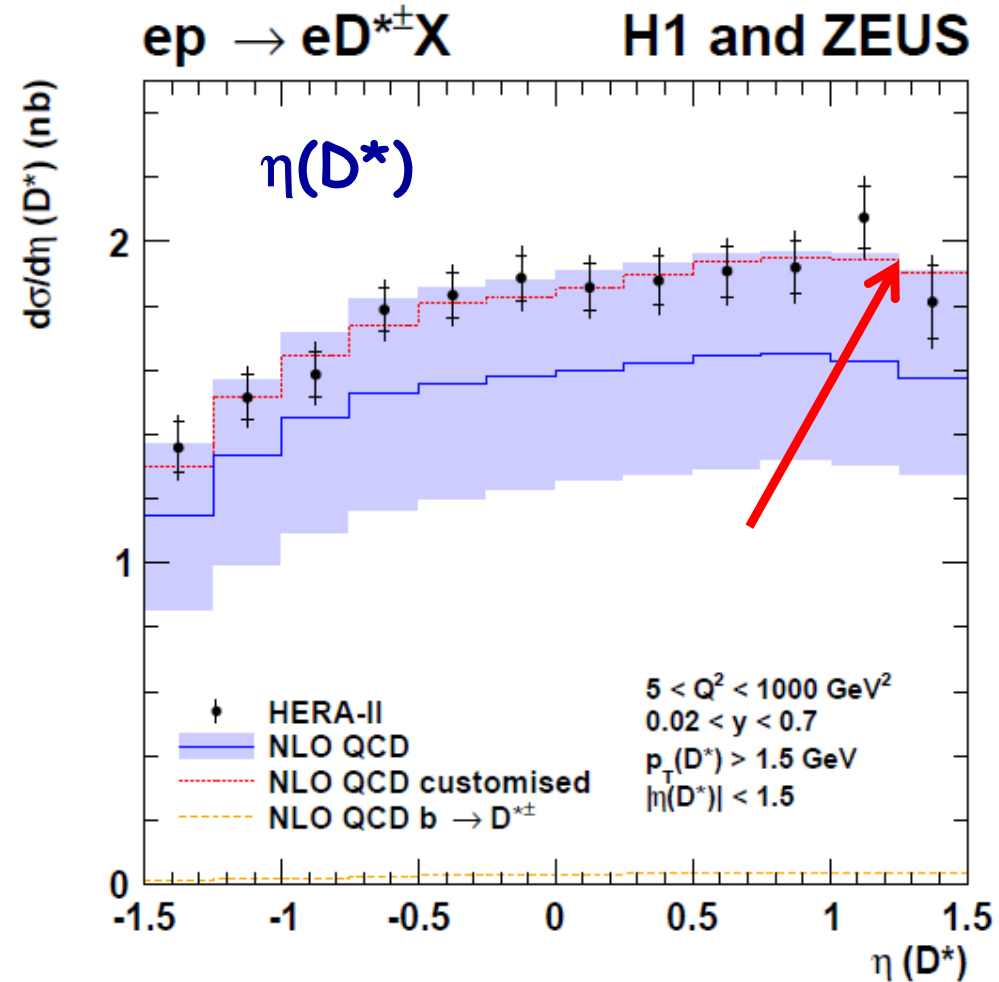 ep → eD*±X H1 and ZEUS
dσ/dη (D*) (nb)
η(D*)
2
1
0
5 < Q² < 1000 GeV²
0.02 < y < 0.7
p_T(D*) > 1.5 GeV
|η(D*)| < 1.5
HERA-II
NLO QCD
NLO QCD customised
NLO QCD b → D*±
-1.5 -1 -0.5 0 0.5 1 1.5
η (D*)